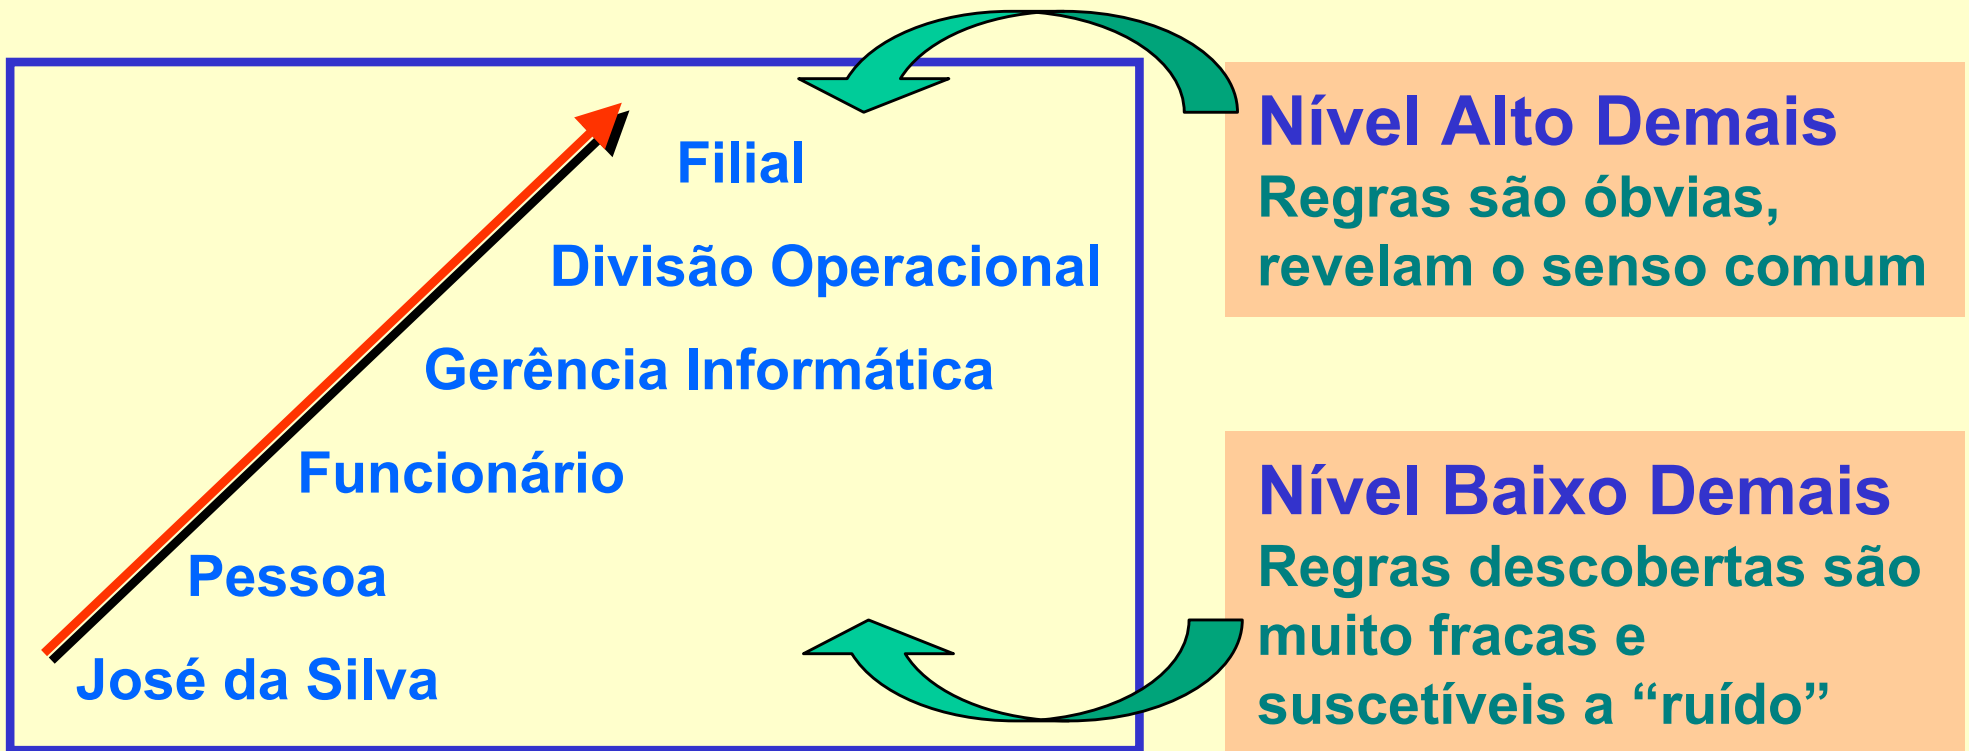 Filial
Divisão Operacional
Gerência Informática
Funcionário
Pessoa
José da Silva
Nível Alto Demais
Regras são óbvias,
revelam o senso comum
Nível Baixo Demais
Regras descobertas são
muito fracas e
suscetíveis a “ruído”